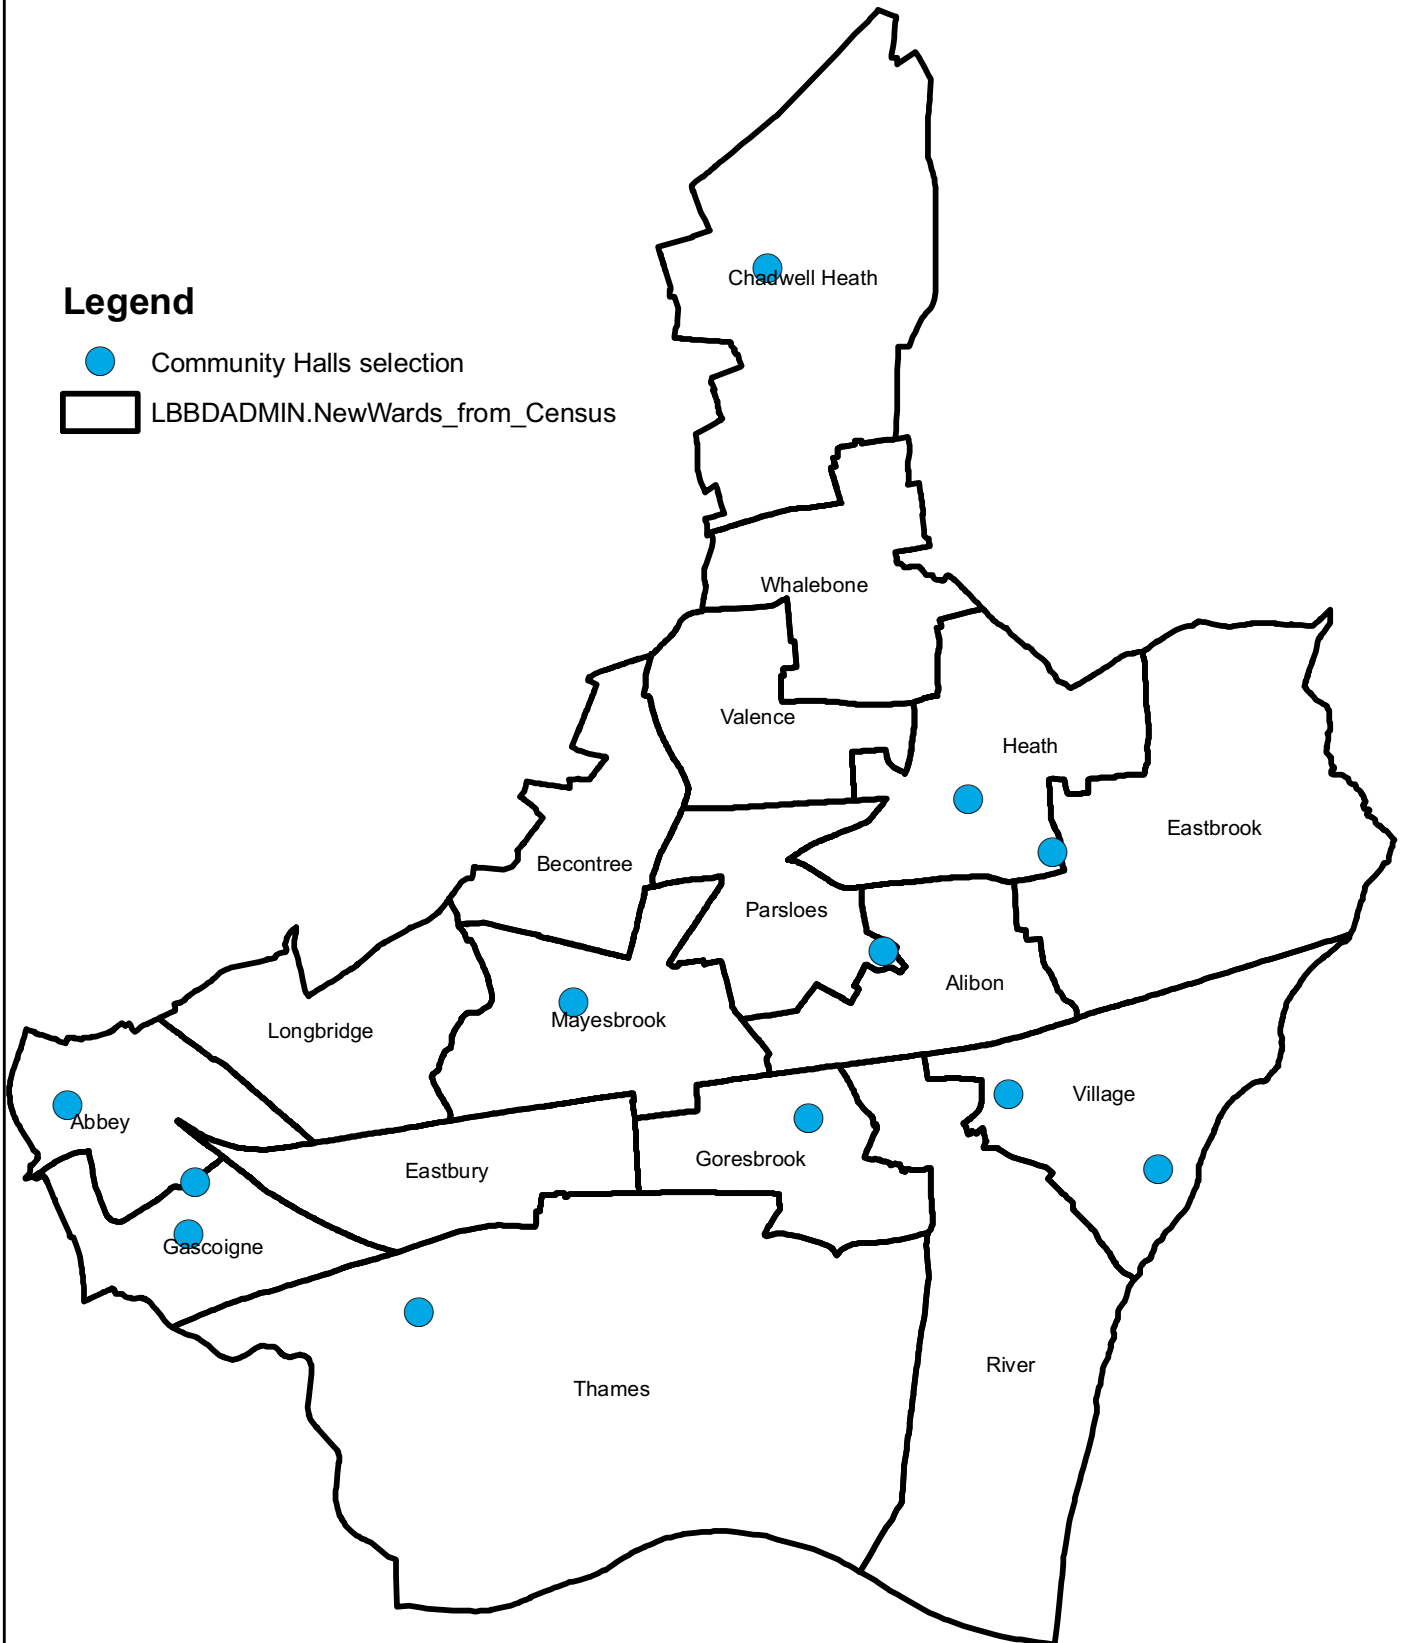 Chadwell Heath
Legend
Community Halls selection
LBBDADMIN.NewWards_from_Census
Whalebone
Valence
Heath
Eastbrook
Becontree
Parsloes
Alibon
Mayesbrook
Longbridge
Village
Abbey
Goresbrook
Eastbury
Gascoigne
River
Thames